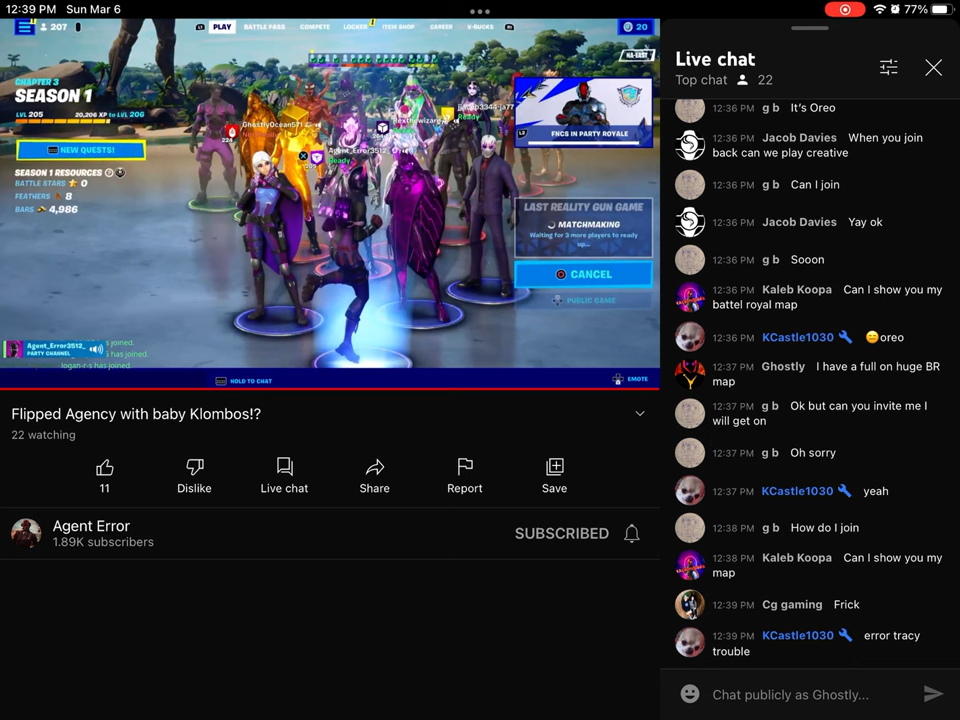 12:39 PM Sun Mar 6
77%
207
PLAY BATTLE PASS COMPETE LOCKER ITEM SHOP CAREER V-BUCKS
20
NA-EAST
CHAPTER 3
SEASON 1
LVL 205 20,206 XP to LVL 206
NEW QUESTS!
SEASON 1 RESOURCES
BATTLE STARS 0
FEATHERS 8
BARS 4,986
GhostlyOcean571
Agent_Error3512
Ready
Ready
FNCS IN PARTY ROYALE
LAST REALITY GUN GAME
MATCHMAKING
Waiting for 3 more players to ready
up...
CANCEL
PUBLIC GAME
Agent_Error3512_
PARTY CHANNEL
has joined.
has joined.
logan-r-s has joined.
HOLD TO CHAT
EMOTE
Flipped Agency with baby Klombos!?
22 watching
11 Dislike Live chat Share Report Save
Agent Error
1.89K subscribers
SUBSCRIBED
Live chat
Top chat 22
12:36 PM g b It's Oreo
12:36 PM Jacob Davies When you join
back can we play creative
12:36 PM g b Can I join
12:36 PM Jacob Davies Yay ok
12:36 PM g b Sooon
12:36 PM Kaleb Koopa Can I show you my
battel royal map
12:36 PM KCastle1030 😊oreo
12:37 PM Ghostly I have a full on huge BR
map
12:37 PM g b Ok but can you invite me I
will get on
12:37 PM g b Oh sorry
12:37 PM KCastle1030 yeah
12:38 PM g b How do I join
12:38 PM Kaleb Koopa Can I show you my
map
12:39 PM Cg gaming Frick
12:39 PM KCastle1030 error tracy
trouble
Chat publicly as Ghostly...